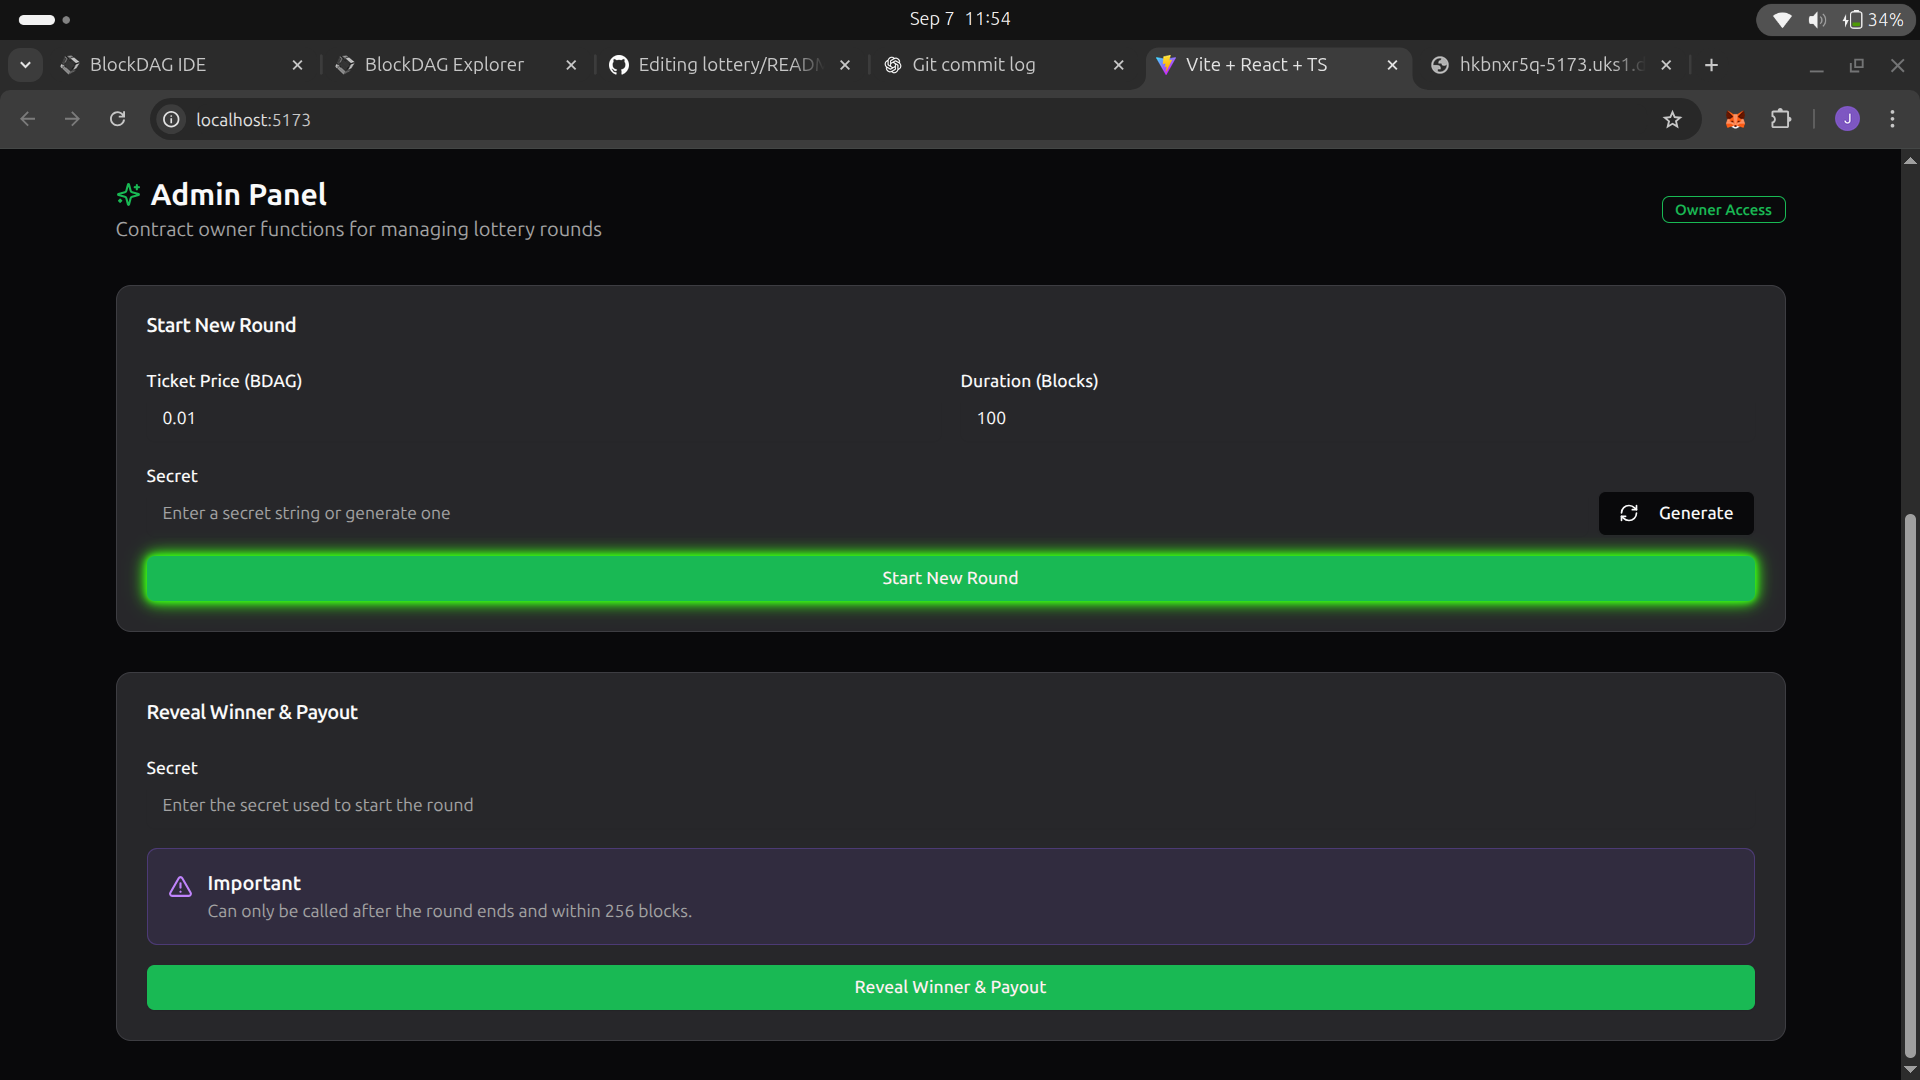 Sep 7 11:54
34%
BlockDAG IDE
BlockDAG Explorer
Editing lottery/READ
Git commit log
Vite + React + TS
hkbnxr5q-5173.uks1.
localhost:5173
J
Admin Panel
Contract owner functions for managing lottery rounds
Owner Access
Start New Round
Ticket Price (BDAG)
Duration (Blocks)
0.01
100
Secret
Enter a secret string or generate one
Generate
Start New Round
Reveal Winner & Payout
Secret
Enter the secret used to start the round
Important
Can only be called after the round ends and within 256 blocks.
Reveal Winner & Payout